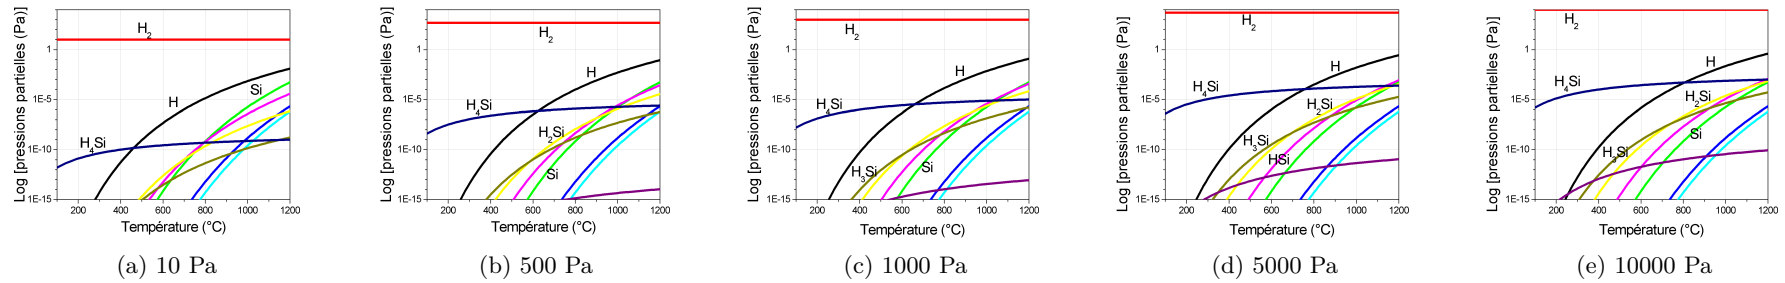 Log [pressions partielles (Pa)]
1
1E-5
1E-10
1E-15
200 400 600 800 1000 1200
Température (°C)
H2
H
Si
H4Si
(a) 10 Pa
Log [pressions partielles (Pa)]
1
1E-5
1E-10
1E-15
200 400 600 800 1000 1200
Température (°C)
H2
H
H4Si
H2Si
Si
(b) 500 Pa
Log [pressions partielles (Pa)]
1
1E-5
1E-10
1E-15
200 400 600 800 1000 1200
Température (°C)
H2
H
H4Si
H3Si
Si
(c) 1000 Pa
Log [pressions partielles (Pa)]
1
1E-5
1E-10
1E-15
200 400 600 800 1000 1200
Température (°C)
H2
H
H4Si
H2Si
H3Si
HSi
(d) 5000 Pa
Log [pressions partielles (Pa)]
1
1E-5
1E-10
1E-15
200 400 600 800 1000 1200
Température (°C)
H2
H
H4Si
H2Si
Si
H3Si
(e) 10000 Pa